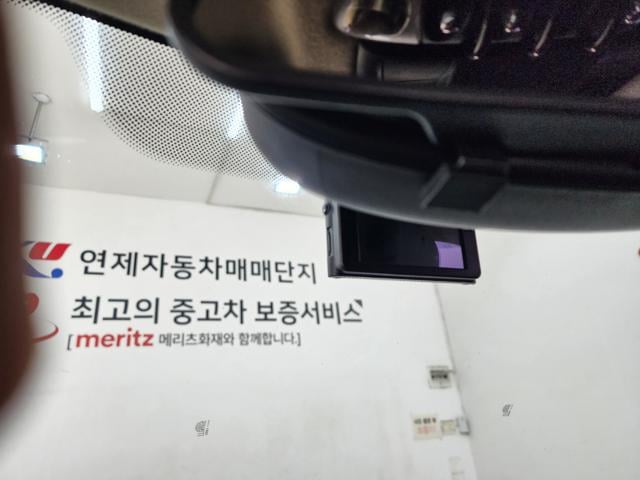 연제자동차매매단지
최고의 중고차 보증서비스
[meritz 메리츠화재와 함께합니다.]